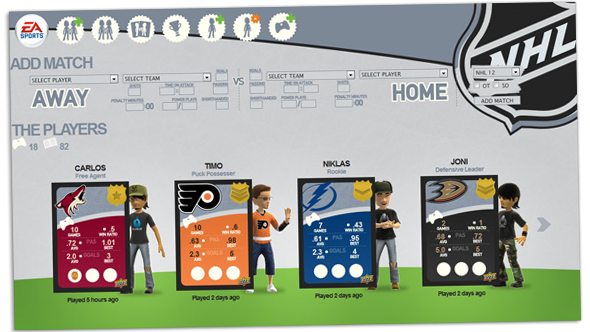 EA
SPORTS
ADD MATCH
SELECT PLAYER SELECT TEAM VS SELECT TEAM SELECT PLAYER NHL 12
OT SO
ADD MATCH
GOALS SHOTS TIME ON ATTACK PASSING
PENALTY MINUTES :00 POWER PLAYS SHORTHANDED
GOALS PASSING TIME ON ATTACK SHOTS
SHORTHANDED POWER PLAYS PENALTY MINUTES :00
AWAY HOME
NHL
THE PLAYERS
18 82
CARLOS
Free Agent
10 .5
GAMES WIN RATIO
.72 PAS 1.01
AVG BEST
2.0 GOALS 3
AVG BEST
Played 5 hours ago
TIMO
Puck Possesser
10 .6
GAMES WIN RATIO
.63 PAS .98
AVG BEST
2.3 GOALS 5
AVG BEST
Played 2 days ago
NIKLAS
Rookie
7 .43
GAMES WIN RATIO
.61 PAS .95
AVG BEST
2.3 GOALS 4
AVG BEST
Played 2 days ago
JONI
Defensive Leader
2 1
GAMES WIN RATIO
.68 PAS .72
AVG BEST
5.0 GOALS 5
AVG BEST
Played 2 days ago